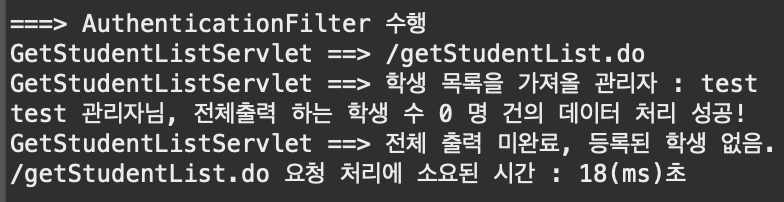 ===> AuthenticationFilter 수행
GetStudentListServlet ==> /getStudentList.do
GetStudentListServlet ==> 학생 목록을 가져올 관리자 : test
test 관리자님, 전체출력 하는 학생 수 0 명 건의 데이터 처리 성공!
GetStudentListServlet ==> 전체 출력 미완료, 등록된 학생 없음.
/getStudentList.do 요청 처리에 소요된 시간 : 18(ms)초